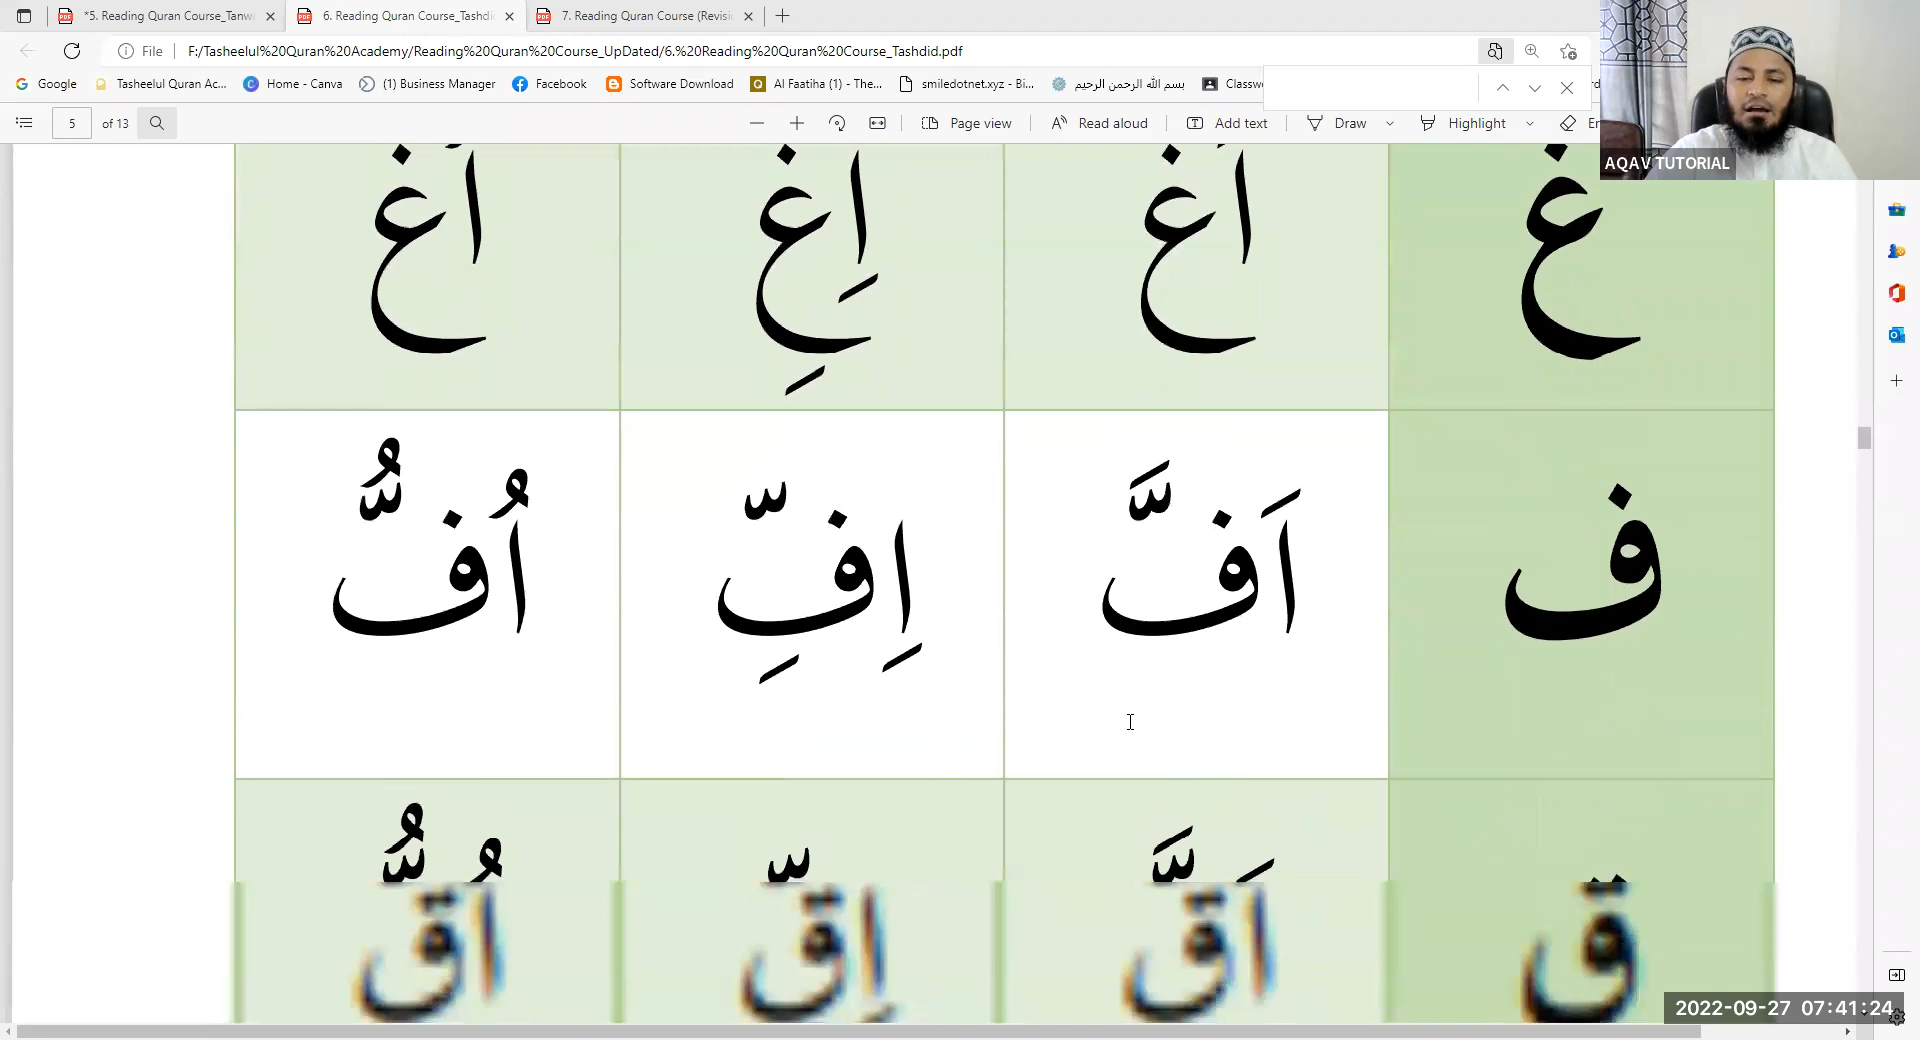 *5. Reading Quran Course_Tanw
6. Reading Quran Course_Tashdi
7. Reading Quran Course (Revisi
File
F:/Tasheelul%20Quran%20Academy/Reading%20Quran%20Course_UpDated/6.%20Reading%20Quran%20Course_Tashdid.pdf
Google
Tasheelul Quran Ac...
Home - Canva
(1) Business Manager
Facebook
Software Download
Al Faatiha (1) - The...
smiledotnet.xyz - Bi...
بسم الله الرحمن الرحيم
Classw
5 of 13
Page view
Read aloud
Add text
Draw
Highlight
AQAV TUTORIAL
غ
ف اَفَّ اِفِّ اُفُّ
ق اَقَّ اِقّ اُقُّ
2022-09-27 07:41:24